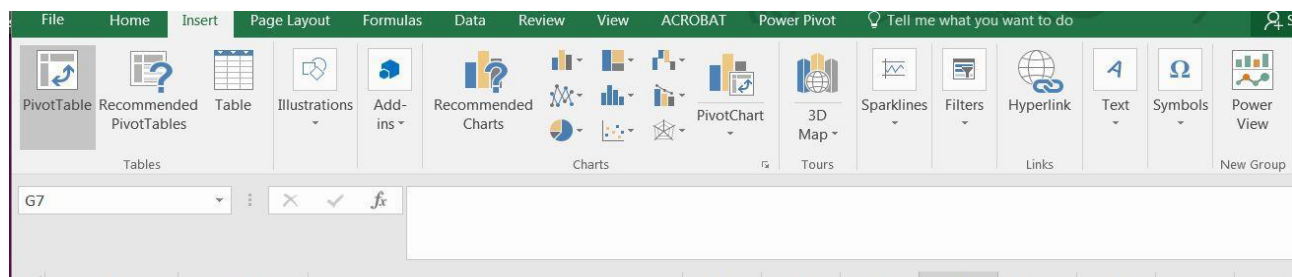 File Home Insert Page Layout Formulas Data Review View ACROBAT Power Pivot Tell me what you want to do
PivotTable Recommended PivotTables Table Illustrations Add-ins Recommended Charts PivotChart 3D Map Sparklines Filters Hyperlink Text Symbols Power View
Tables Charts Tours Links New Group
G7 fx